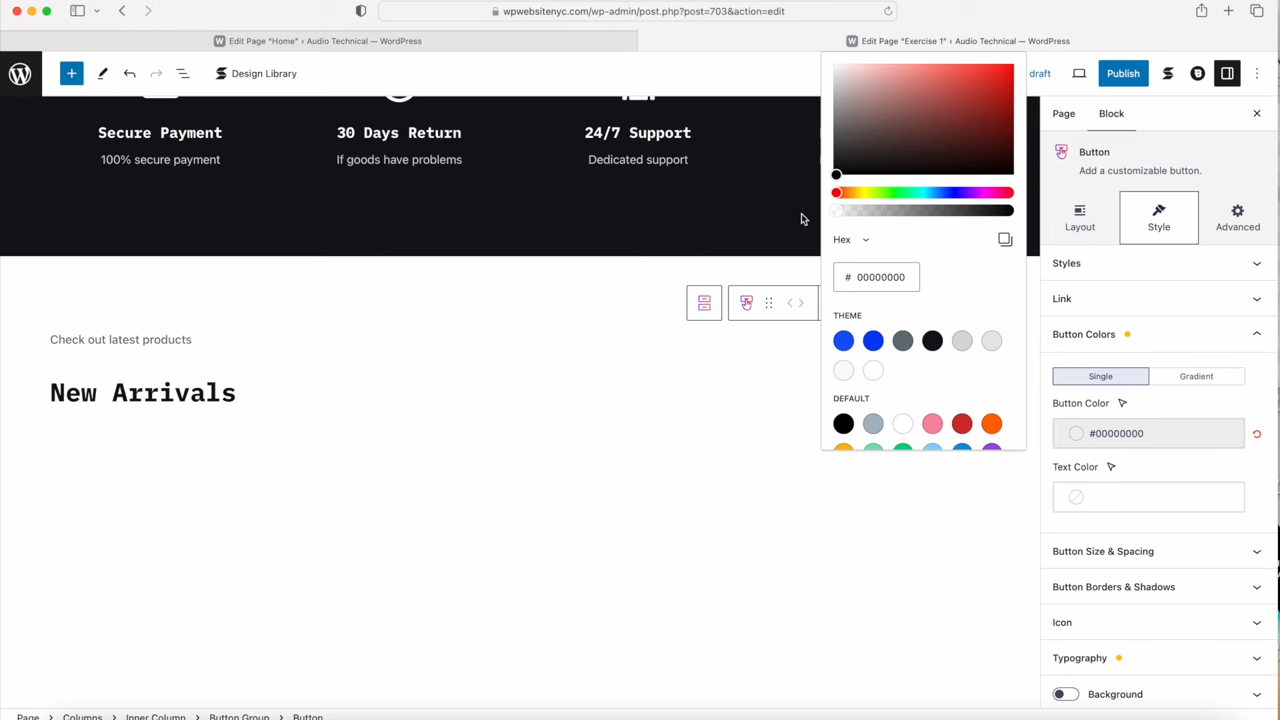 wpwebsitenyc.com/wp-admin/post.php?post=703&action=edit
Edit Page "Home" ‹ Audio Technical — WordPress
Edit Page "Exercise 1" ‹ Audio Technical — WordPress
Design Library
draft
Publish
Secure Payment
30 Days Return
24/7 Support
100% secure payment
If goods have problems
Dedicated support
Check out latest products
New Arrivals
Hex
# 00000000
THEME
DEFAULT
Page
Block
Button
Add a customizable button.
Layout
Style
Advanced
Styles
Link
Button Colors
Single
Gradient
Button Color
#00000000
Text Color
Button Size & Spacing
Button Borders & Shadows
Icon
Typography
Background
Page
Columns
Inner Column
Button Group
Button